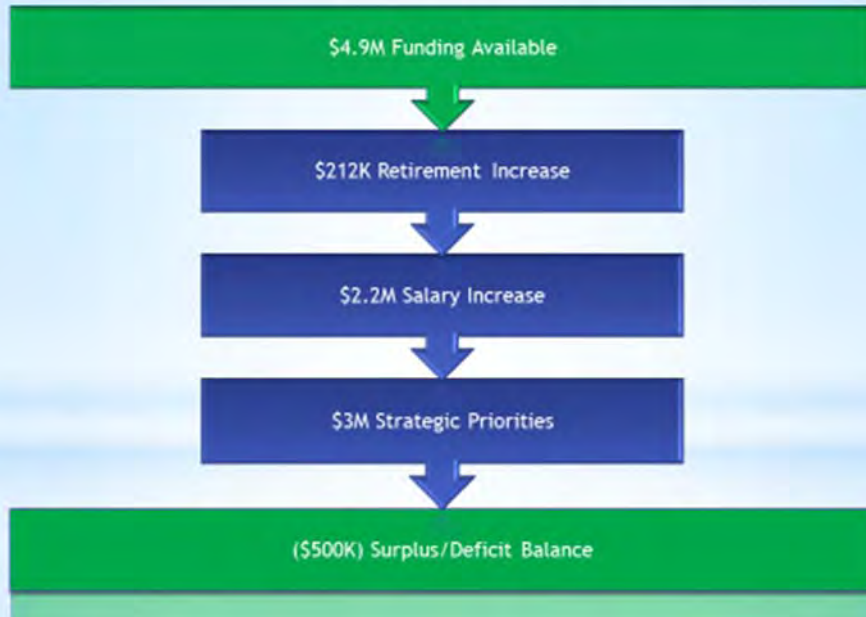 $4.9M Funding Available
$212K Retirement Increase
$2.2M Salary Increase
$3M Strategic Priorities
($500K) Surplus/Deficit Balance